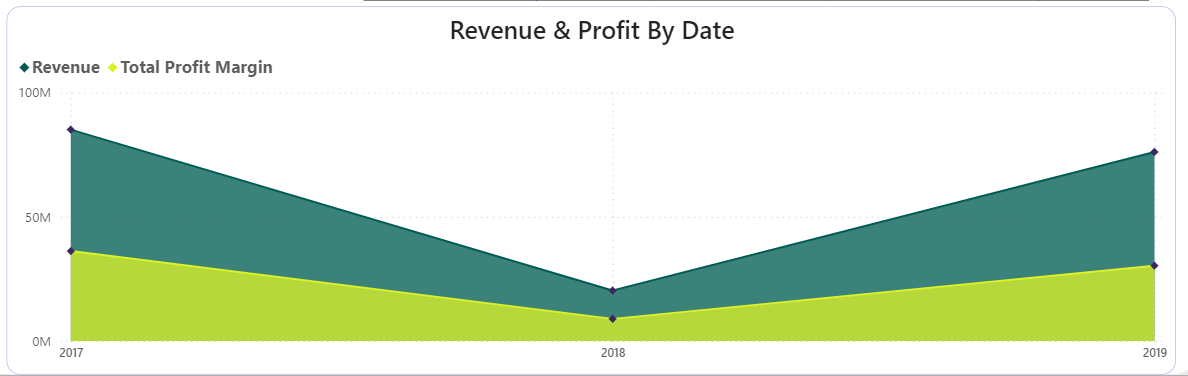 Revenue & Profit By Date
Revenue Total Profit Margin
100M
50M
0M
2017 2018 2019